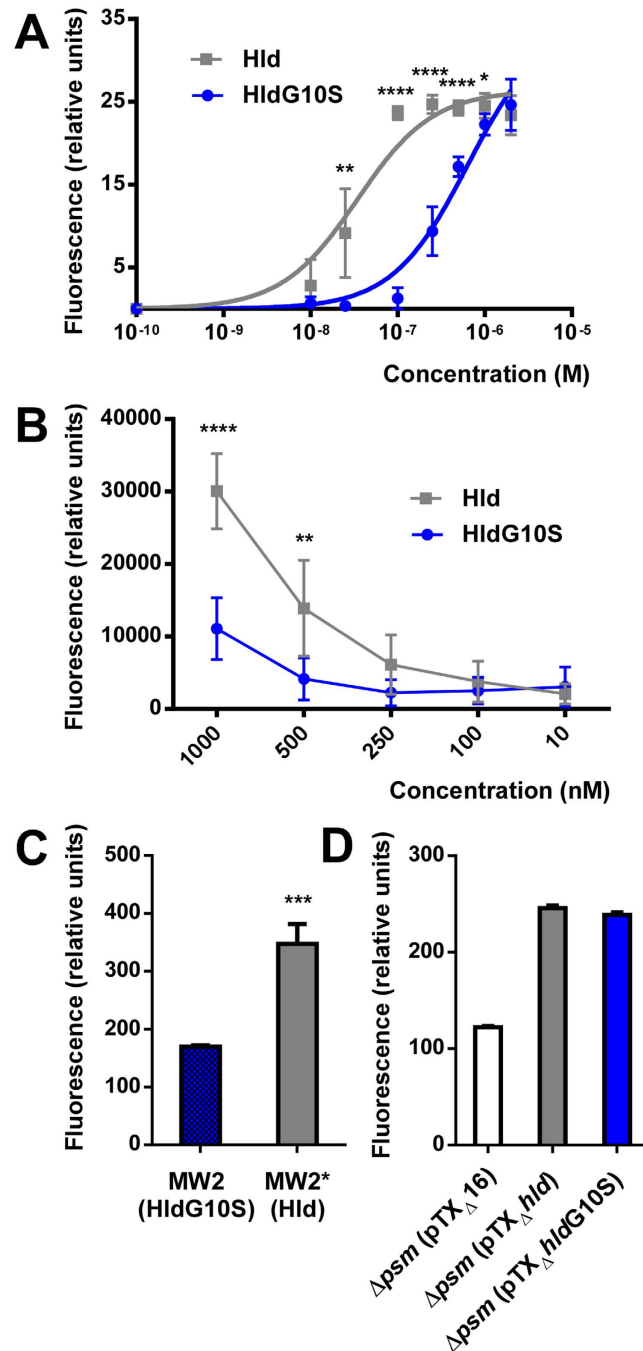 A
Fluorescence (relative units)
25
15
5
Hld
HldG10S
**
****
****
****
*
10-10
10-9
10-8
10-7
10-6
10-5
Concentration (M)
B
Fluorescence (relative units)
40000
30000
20000
10000
0
****
**
Hld
HldG10S
1000
500
250
100
10
Concentration (nM)
C
Fluorescence (relative units)
500
400
300
200
100
0
***
MW2
(HldG10S)
MW2*
(Hld)
D
Fluorescence (relative units)
300
200
100
0
Δpsm (pTXΔ16)
Δpsm (pTXΔhld)
Δpsm (pTXΔhldG10S)